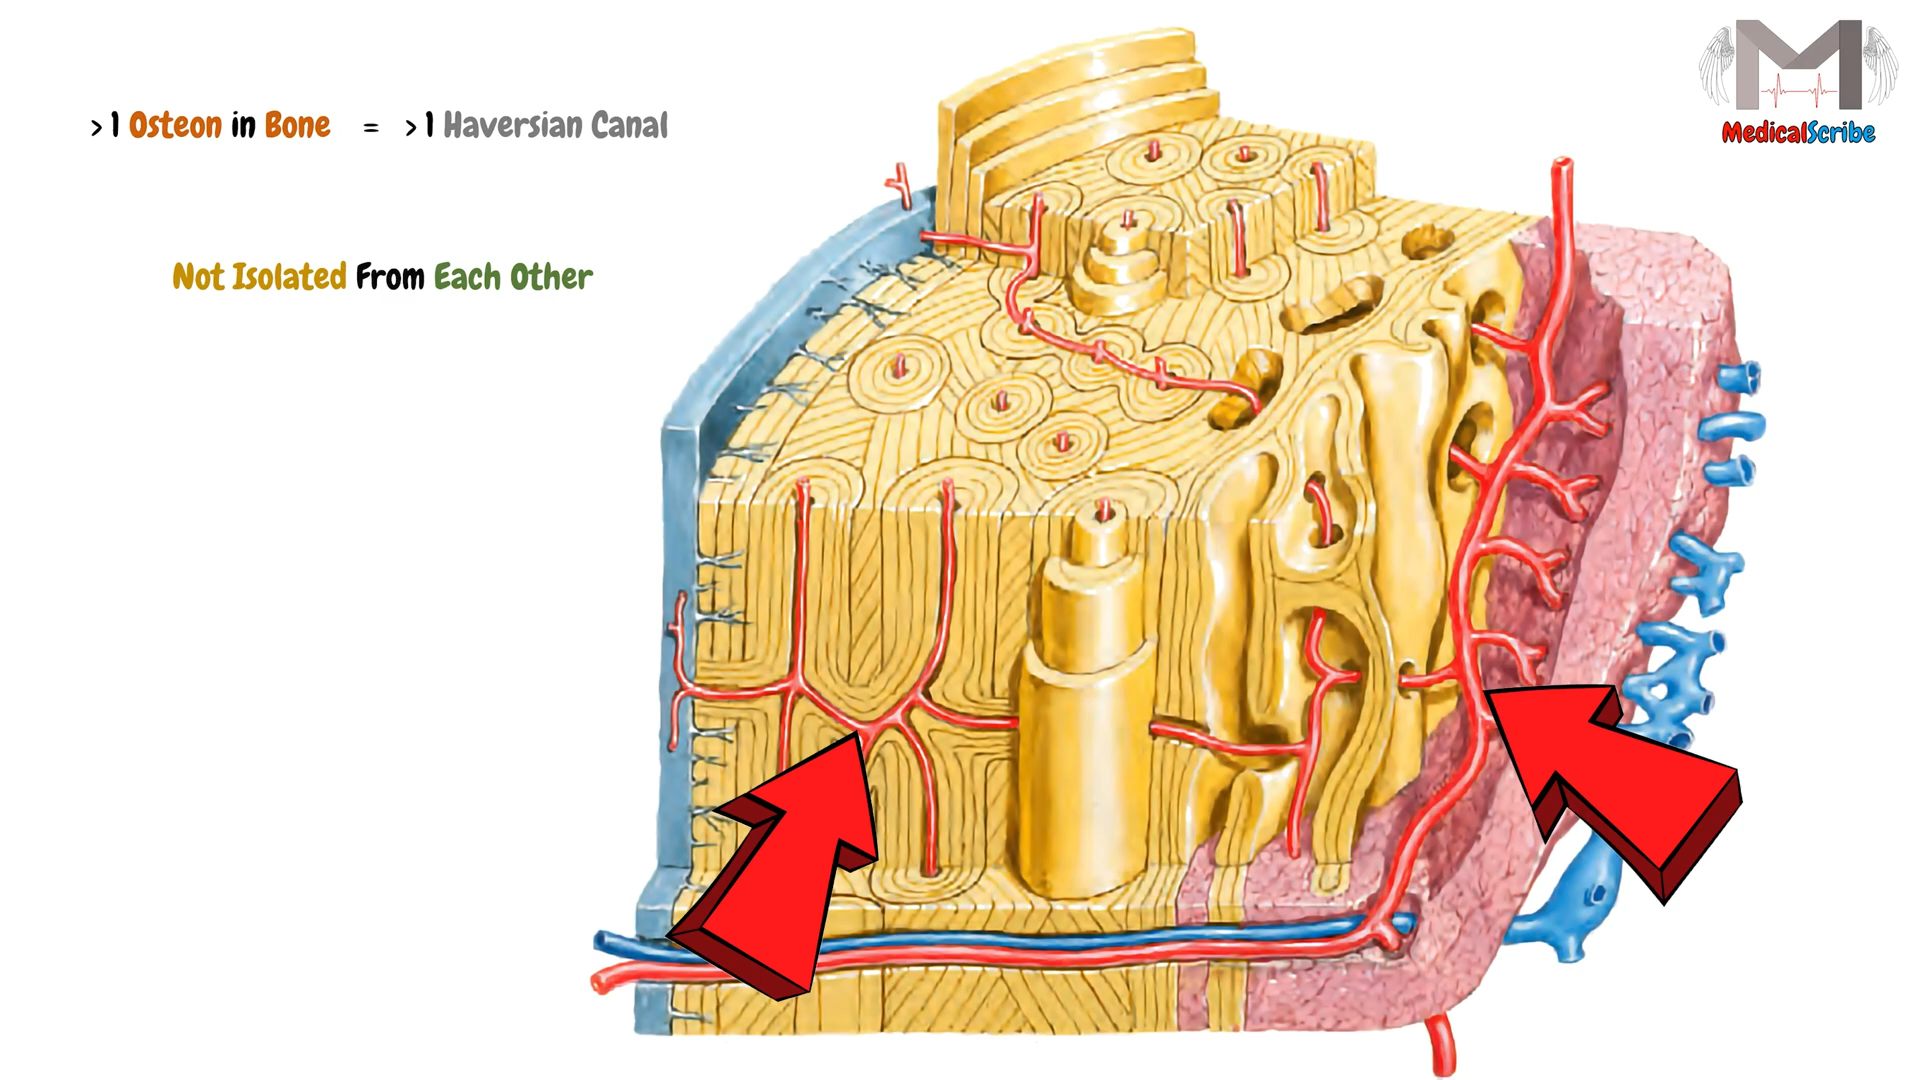 > 1 Osteon in Bone = > 1 Haversian Canal
Not Isolated From Each Other
M
MedicalScribe